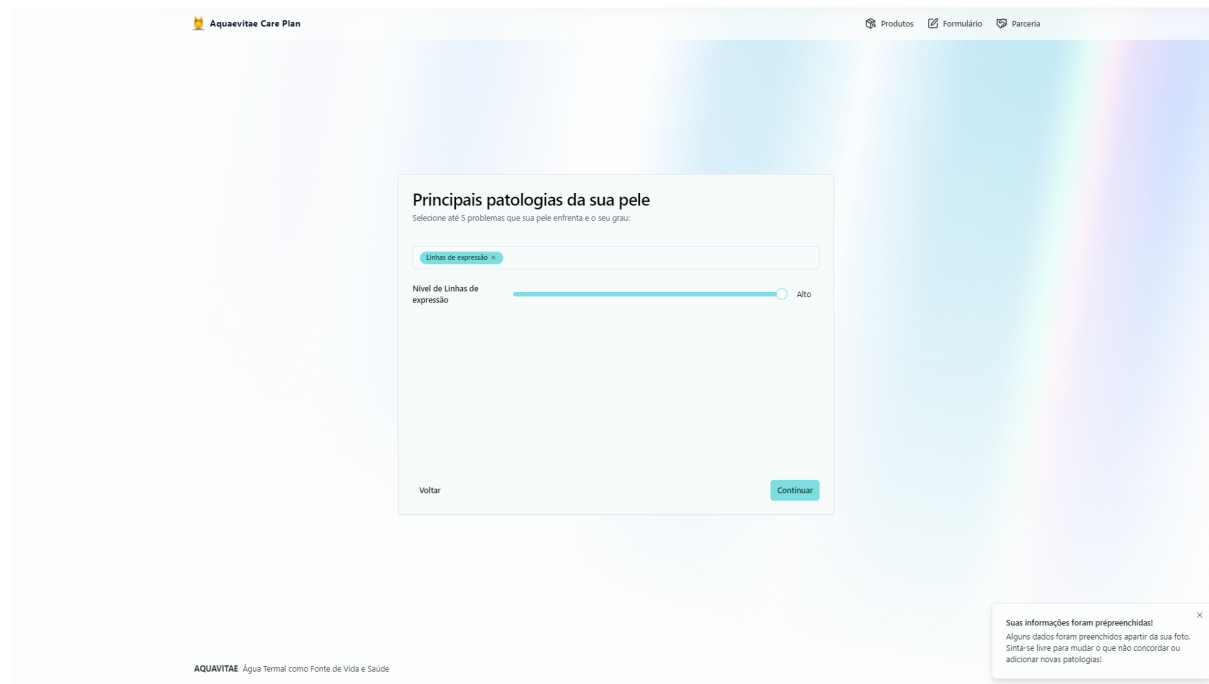 Aquaevitae Care Plan
Produtos
Formulário
Parceria
Principais patologias da sua pele
Selecione até 5 problemas que sua pele enfrenta e o seu grau:
Linhas de expressão ×
Nível de Linhas de
expressão
Alto
Voltar
Continuar
Suas informações foram prépreenchidas!
Alguns dados foram preenchidos apartir da sua foto.
Sinta-se livre para mudar o que não concordar ou
adicionar novas patologias!
AQUAVITAE Água Termal como Fonte de Vida e Saúde